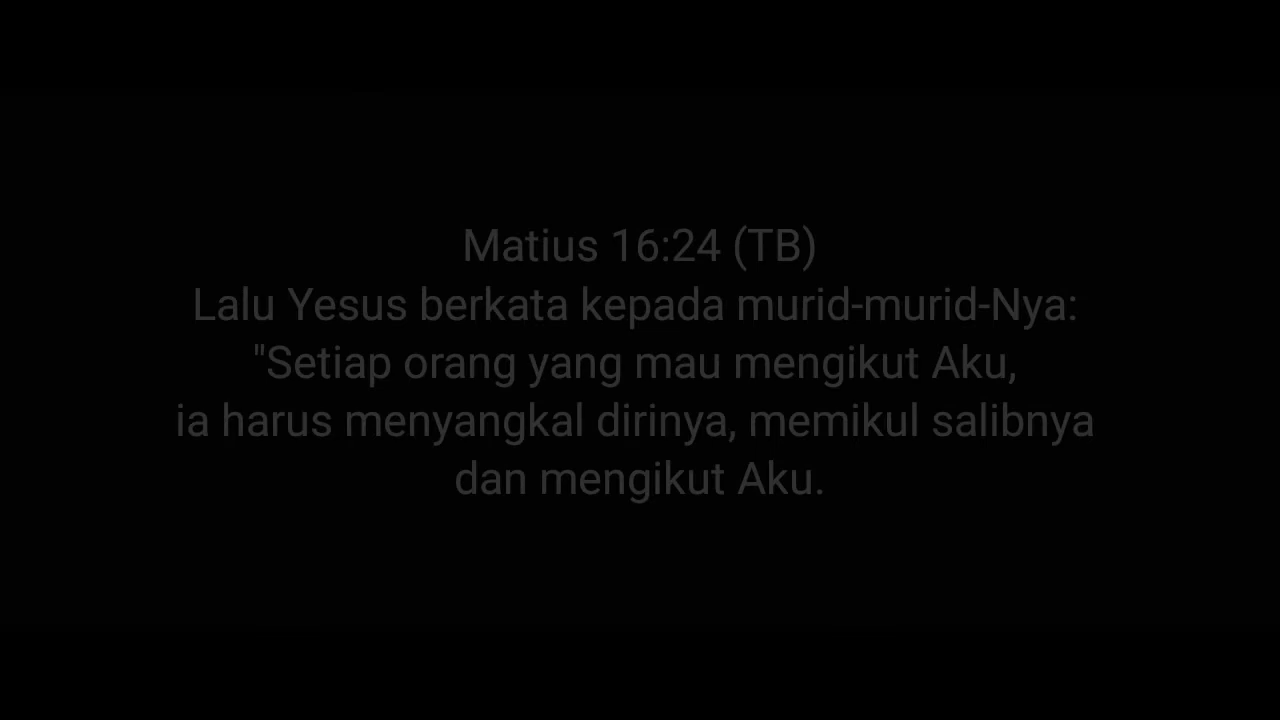 Matius 16:24 (TB)
Lalu Yesus berkata kepada murid-murid-Nya:
"Setiap orang yang mau mengikut Aku,
ia harus menyangkal dirinya, memikul salibnya
dan mengikut Aku.